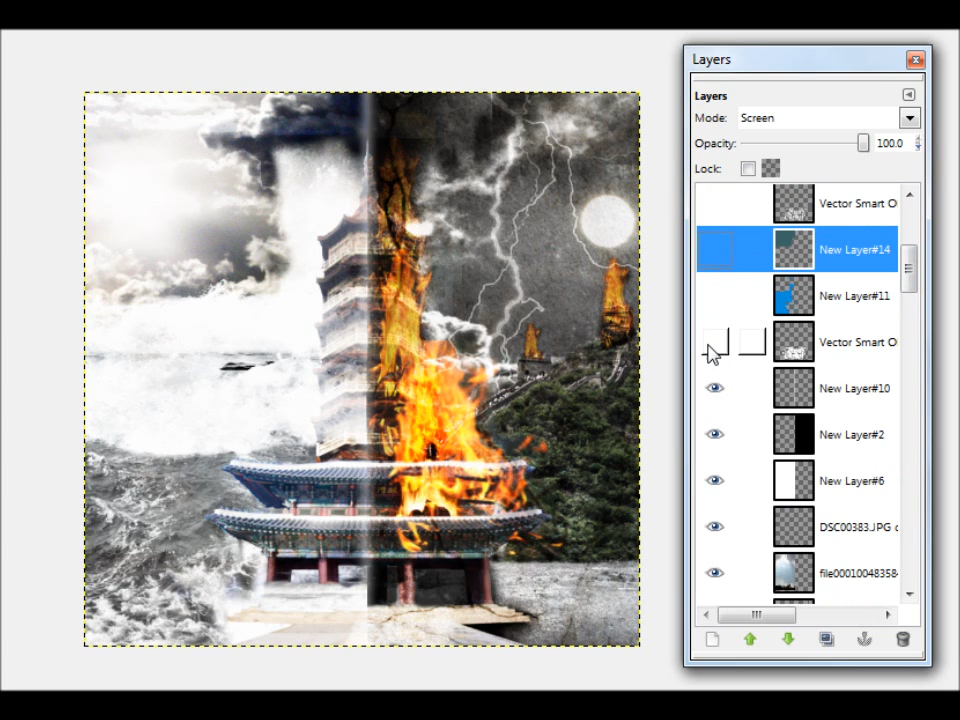 Layers
Layers
Mode: Screen
Opacity: 100.0
Lock:
Vector Smart O
New Layer#14
New Layer#11
Vector Smart O
New Layer#10
New Layer#2
New Layer#6
DSC00383.JPG c
file00010048358